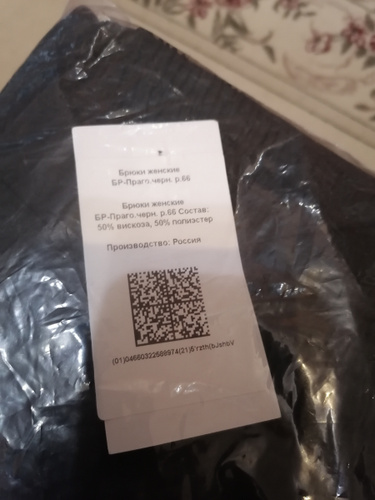 Брюки женские
БР-Праго.черн. р.66
Брюки женские
БР-Праго.черн. р.66 Состав:
50% вискоза, 50% полиэстер
Производство: Россия